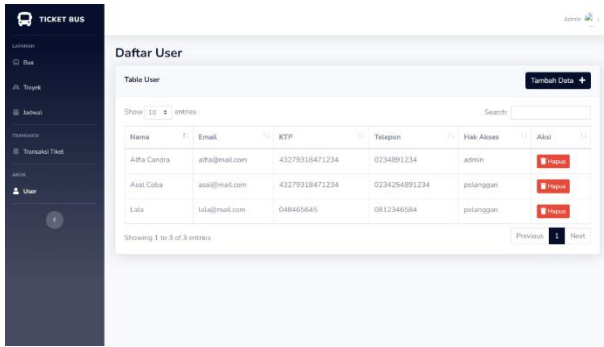 TICKET BUS
Admin
LAYANAN
Bus
Daftar User
Table User
Tambah Data +
Trayek
Jadwal
Show 10 entries
Search:
TRANSAKSI
Transaksi Tiket
Nama Email KTP Telepon Hak Akses Aksi
Alfia Candra alfia@mail.com 43279318471234 0234891234 admin Hapus
AKUN
User
Asal Coba asal@mail.com 43279318471234 0234254891234 pelanggan Hapus
Lala lala@mail.com 048465645 0812346584 pelanggan Hapus
Showing 1 to 3 of 3 entries
Previous 1 Next